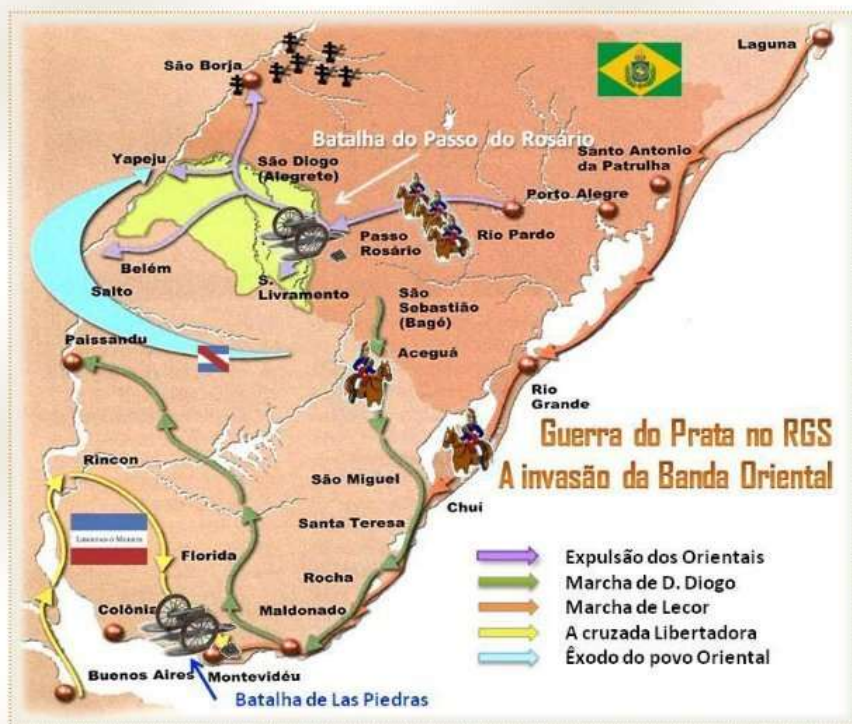 Laguna
São Borja
Batalha do Passo do Rosário
Santo Antonio
da Patrulha
Yapeju
São Diogo
(Alegrete)
Porto Alegre
Passo
Rosário
Rio Pardo
Belém
S.
Livramento
Salto
São
Sebastião
(Bagé)
Paissandu
Aceguá
Rio
Grande
Guerra do Prata no RGS
A invasão da Banda Oriental
Rincon
São Miguel
Chuí
Santa Teresa
LIBERTAD O MUERTE
Florida
Rocha
Colônia
Maldonado
Buenos Aires
Montevidéu
Batalha de Las Piedras
Expulsão dos Orientais
Marcha de D. Diogo
Marcha de Lecor
A cruzada Libertadora
Êxodo do povo Oriental